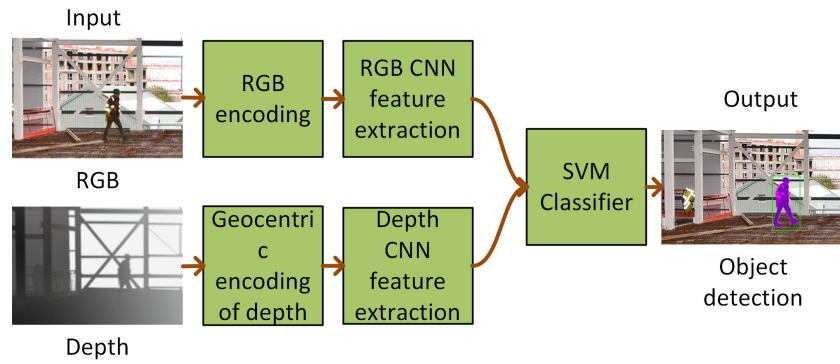 Input
RGB
encoding
RGB CNN
feature
extraction
RGB
Geocentri
c
encoding
of depth
Depth
CNN
feature
extraction
Depth
SVM
Classifier
Output
Object
detection